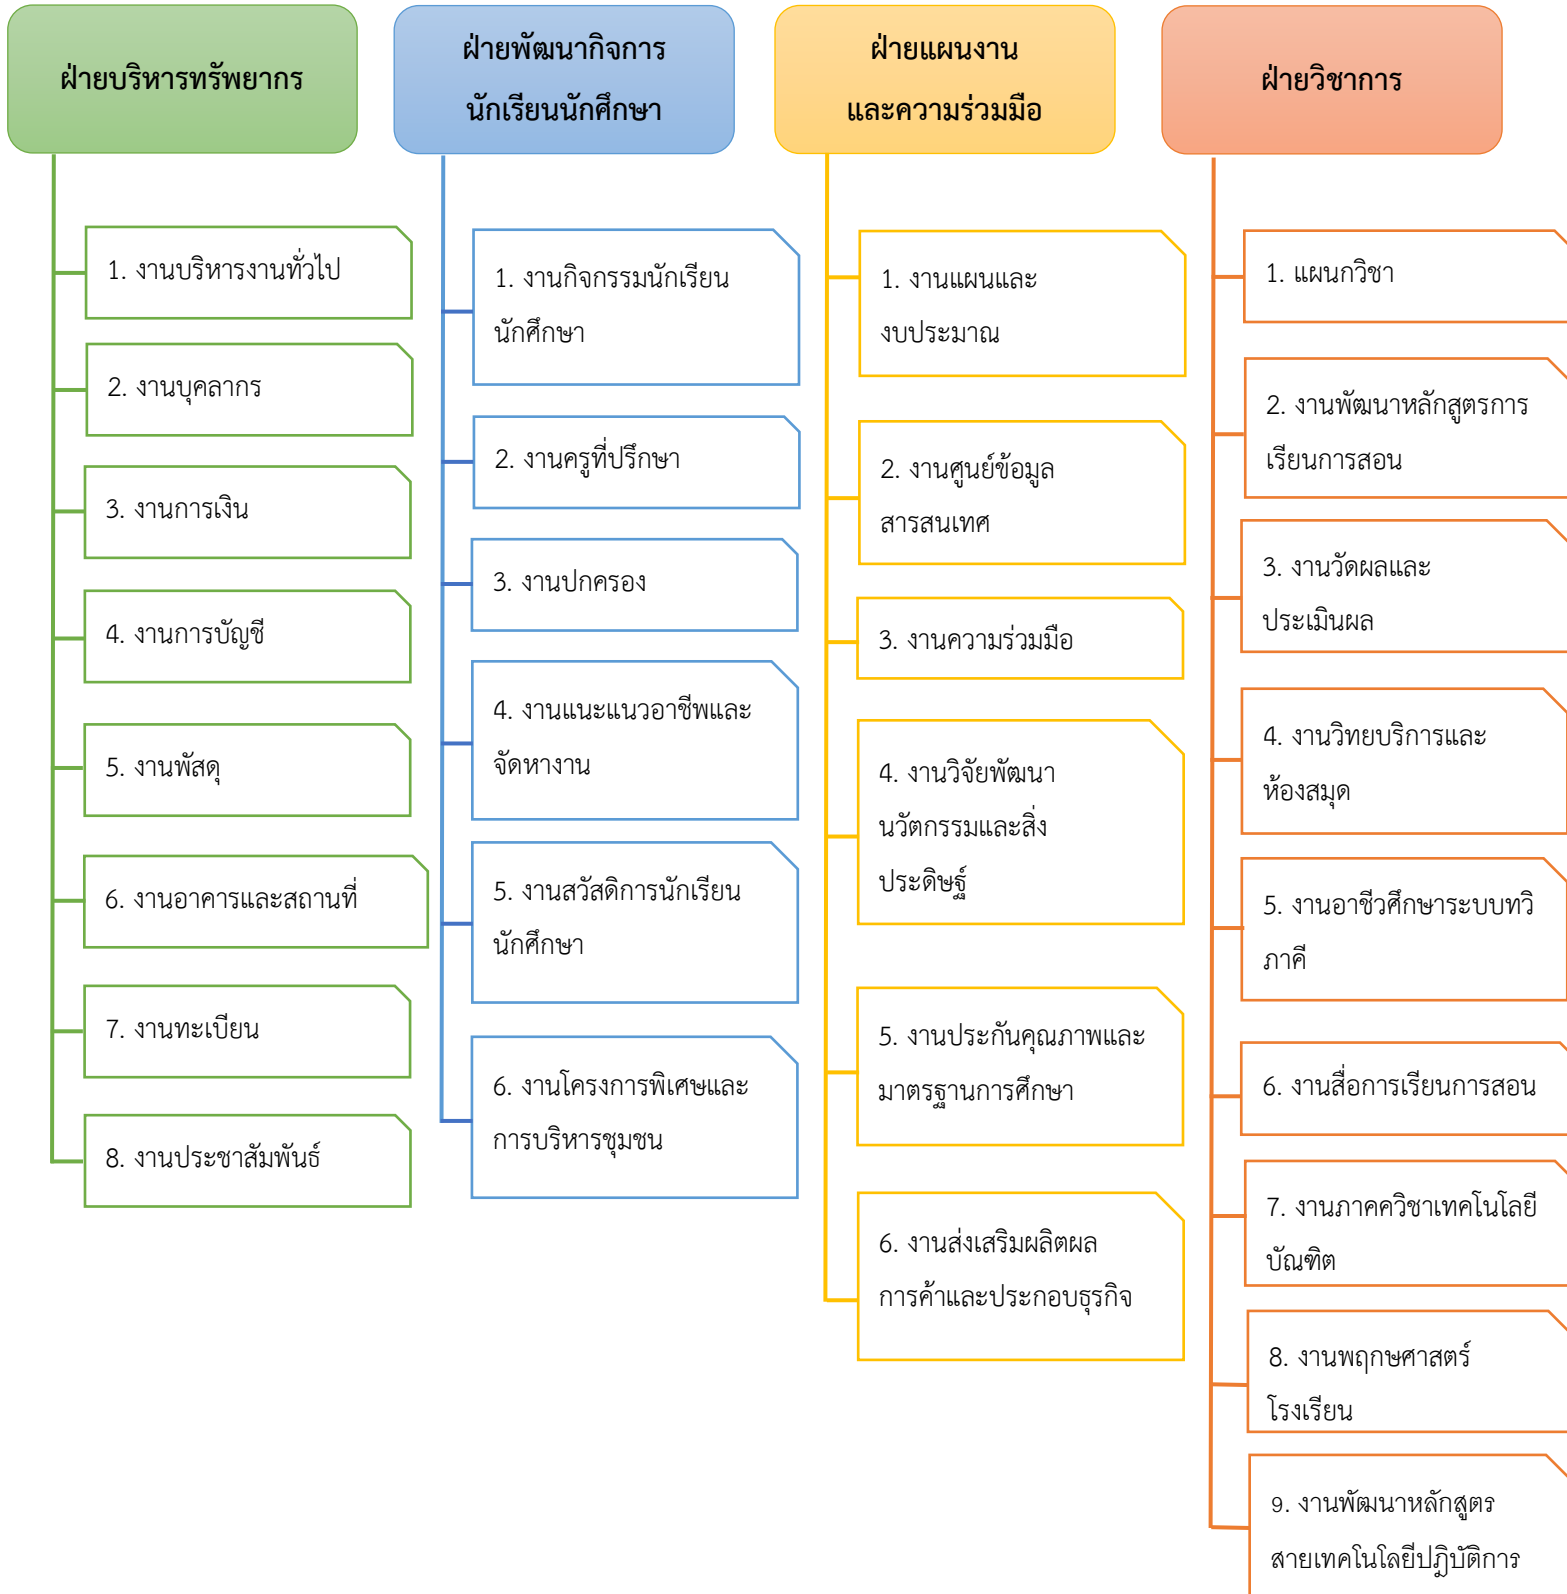 ฝ่ายบริหารทรัพยากร
1. งานบริหารงานทั่วไป
2. งานบุคลากร
3. งานการเงิน
4. งานการบัญชี
5. งานพัสดุ
6. งานอาคารและสถานที่
7. งานทะเบียน
8. งานประชาสัมพันธ์
ฝ่ายพัฒนากิจการ
นักเรียนนักศึกษา
1. งานกิจกรรมนักเรียน
นักศึกษา
2. งานครูที่ปรึกษา
3. งานปกครอง
4. งานแนะแนวอาชีพและ
จัดหางาน
5. งานสวัสดิการนักเรียน
นักศึกษา
6. งานโครงการพิเศษและ
การบริหารชุมชน
ฝ่ายแผนงาน
และความร่วมมือ
1. งานแผนและ
งบประมาณ
2. งานศูนย์ข้อมูล
สารสนเทศ
3. งานความร่วมมือ
4. งานวิจัยพัฒนา
นวัตกรรมและสิ่ง
ประดิษฐ์
5. งานประกันคุณภาพและ
มาตรฐานการศึกษา
6. งานส่งเสริมผลิตผล
การค้าและประกอบธุรกิจ
ฝ่ายวิชาการ
1. แผนกวิชา
2. งานพัฒนาหลักสูตรการ
เรียนการสอน
3. งานวัดผลและ
ประเมินผล
4. งานวิทยบริการและ
ห้องสมุด
5. งานอาชีวศึกษาระบบทวิ
ภาคี
6. งานสื่อการเรียนการสอน
7. งานภาคควิชาเทคโนโลยี
บัณฑิต
8. งานพฤกษศาสตร์
โรงเรียน
9. งานพัฒนาหลักสูตร
สายเทคโนโลยีปฎิบัติการ